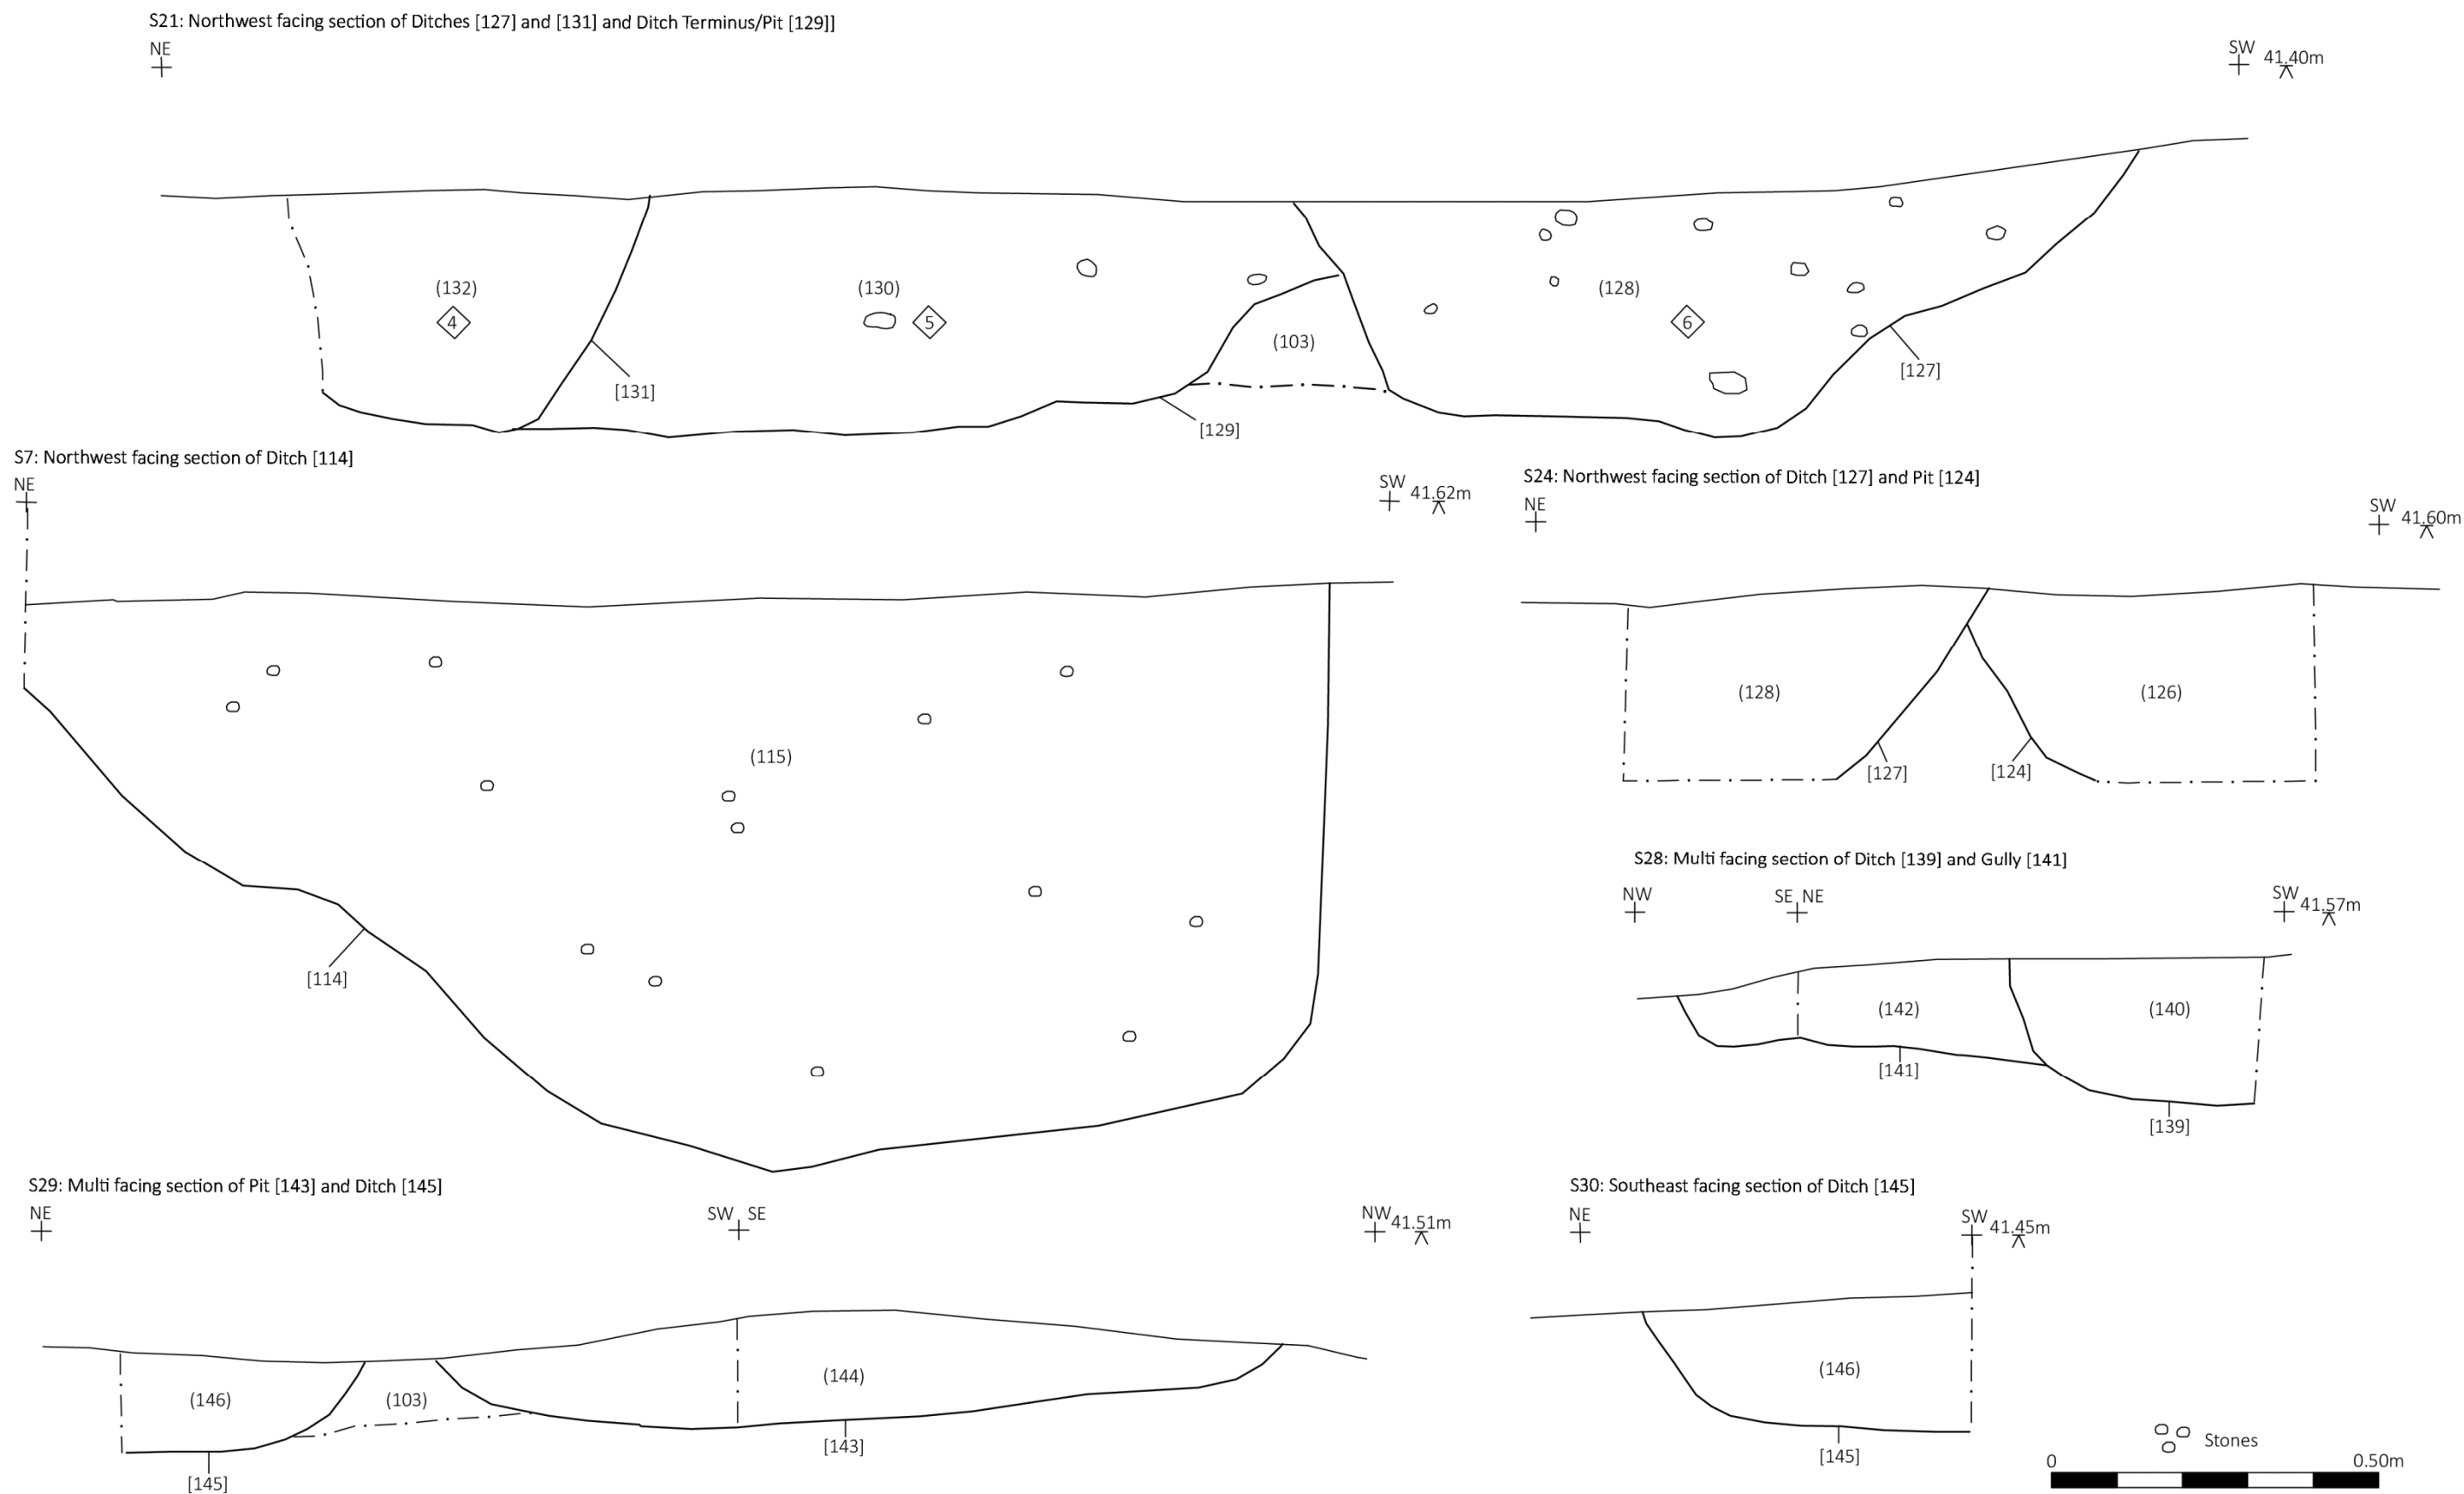 S21: Northwest facing section of Ditches [127] and [131] and Ditch Terminus/Pit [129]]
NE
SW 41.40m
(132)
4
[131]
(130)
5
(103)
[129]
(128)
6
[127]
S7: Northwest facing section of Ditch [114]
NE
SW 41.62m
(115)
[114]
S24: Northwest facing section of Ditch [127] and Pit [124]
NE
SW 41.60m
(128)
(126)
[127]
[124]
S28: Multi facing section of Ditch [139] and Gully [141]
NW
SE NE
SW 41.57m
(142)
(140)
[141]
[139]
S29: Multi facing section of Pit [143] and Ditch [145]
NE
SW SE
NW 41.51m
(146)
(103)
(144)
[143]
[145]
S30: Southeast facing section of Ditch [145]
NE
SW 41.45m
(146)
[145]
Stones
0 0.50m